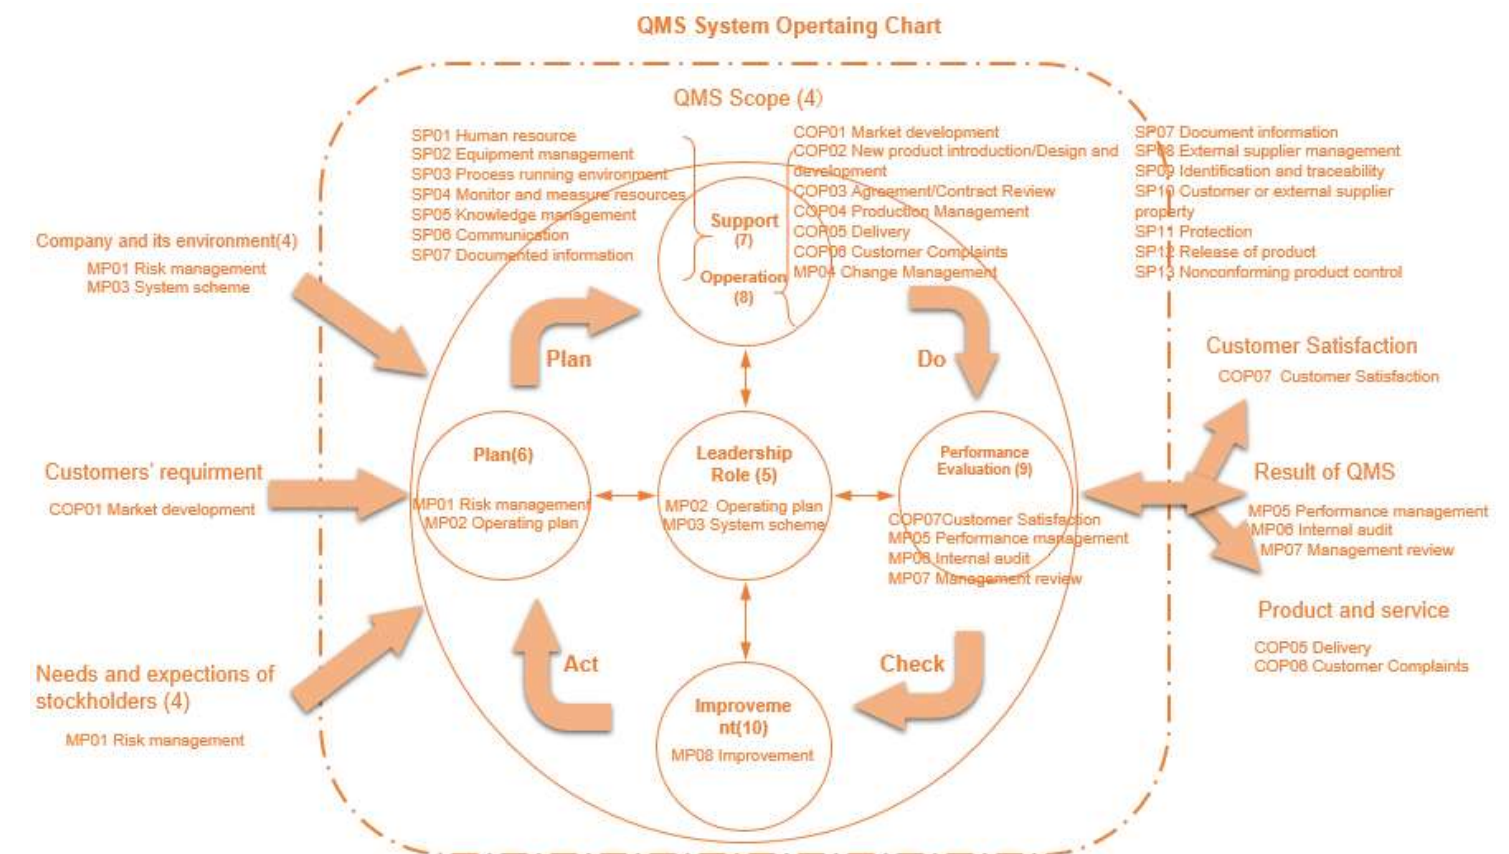 QMS System Opertaing Chart
QMS Scope (4)
SP01 Human resource
SP02 Equipment management
SP03 Process running environment
SP04 Monitor and measure resources
SP05 Knowledge management
SP06 Communication
SP07 Documented information
COP01 Market development
COP02 New product introduction/Design and
development
COP03 Agreement/Contract Review
COP04 Production Management
COP05 Delivery
COP06 Customer Complaints
MP04 Change Management
SP07 Document information
SP08 External supplier management
SP09 Identification and traceability
SP10 Customer or external supplier
property
SP11 Protection
SP12 Release of product
SP13 Nonconforming product control
Support
(7)
Opperation
(8)
Company and its environment(4)
MP01 Risk management
MP03 System scheme
Plan
Do
Customer Satisfaction
COP07 Customer Satisfaction
Customers' requirment
COP01 Market development
Plan(6)
MP01 Risk management
MP02 Operating plan
Leadership
Role (5)
MP02 Operating plan
MP03 System scheme
Performance
Evaluation (9)
COP07Customer Satisfaction
MP05 Performance management
MP06 Internal audit
MP07 Management review
Result of QMS
MP05 Performance management
MP06 Internal audit
MP07 Management review
Needs and expections of
stockholders (4)
MP01 Risk management
Act
Check
Improveme
nt(10)
MP08 Improvement
Product and service
COP05 Delivery
COP06 Customer Complaints